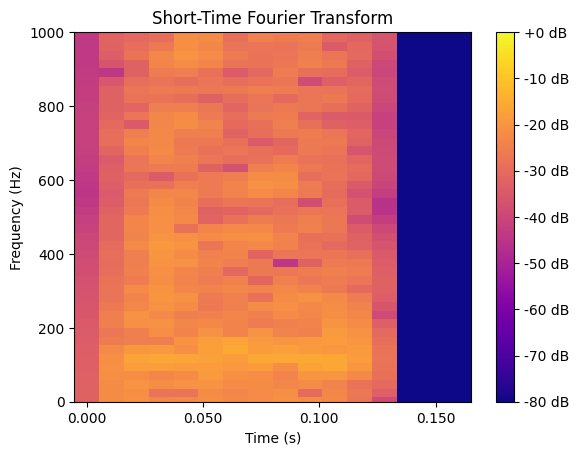 Short-Time Fourier Transform
1000
800
600
400
200
0
Frequency (Hz)
0.000
0.050
0.100
0.150
Time (s)
+0 dB
-10 dB
-20 dB
-30 dB
-40 dB
-50 dB
-60 dB
-70 dB
-80 dB